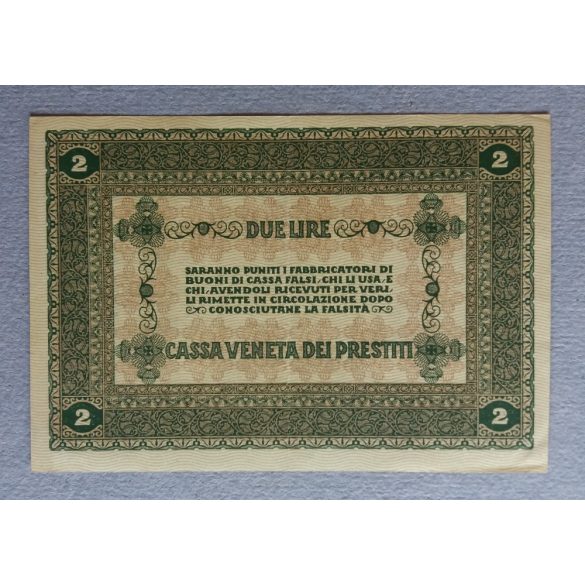 2 2
DUE LIRE
SARANNO PUNITI I FABBRICATORI DI
BUONI DI CASSA FALSI, CHI LI USA, E
CHI, AVENDOLI RICEVUTI PER VERI,
LI RIMETTE IN CIRCOLAZIONE DOPO
CONOSCIUTANE LA FALSITÀ
CASSA VENETA DEI PRESTITI
2 2